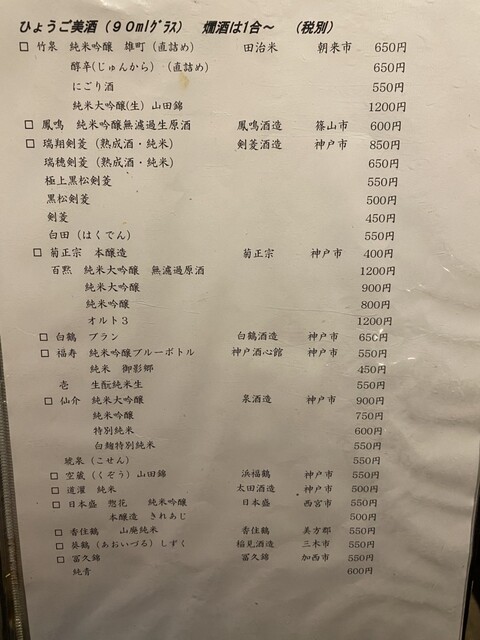 ひょうご美酒（９０mlグラス）　燗酒は1合～　（税別）
□ 竹泉　純米吟醸　雄町（直詰め）　田治米　朝来市　650円
醇辛（じゅんから）（直詰め）　650円
にごり酒　550円
純米大吟醸（生）山田錦　1200円
□ 鳳鳴　純米吟醸無濾過生原酒　鳳鳴酒造　篠山市　600円
□ 瑞翔剣菱（熟成酒・純米）　剣菱酒造　神戸市　850円
瑞穂剣菱（熟成酒・純米）　650円
極上黒松剣菱　550円
黒松剣菱　500円
剣菱　450円
白田（はくでん）　550円
□ 菊正宗　本醸造　菊正宗　神戸市　400円
百黙　純米大吟醸　無濾過原酒　1200円
純米大吟醸　900円
純米吟醸　800円
オルト３　1200円
□ 白鶴　ブラン　白鶴酒造　神戸市　650円
□ 福寿　純米吟醸ブルーボトル　神戸酒心館　神戸市　550円
純米　御影郷　450円
壱　生酛純米生　550円
□ 仙介　純米大吟醸　泉酒造　神戸市　900円
純米吟醸　750円
特別純米　600円
白麹特別純米　550円
琥泉（こせん）　550円
□ 空蔵（くぞう）山田錦　浜福鶴　神戸市　550円
□ 道灌　純米　太田酒造　神戸市　500円
□ 日本盛　惣花　純米吟醸　日本盛　西宮市　550円
本醸造　きれあじ　500円
□ 香住鶴　山廃純米　香住鶴　美方郡　550円
□ 葵鶴（あおいづる）しずく　稲見酒造　三木市　550円
□ 冨久錦　冨久錦　加西市　550円
純青　600円